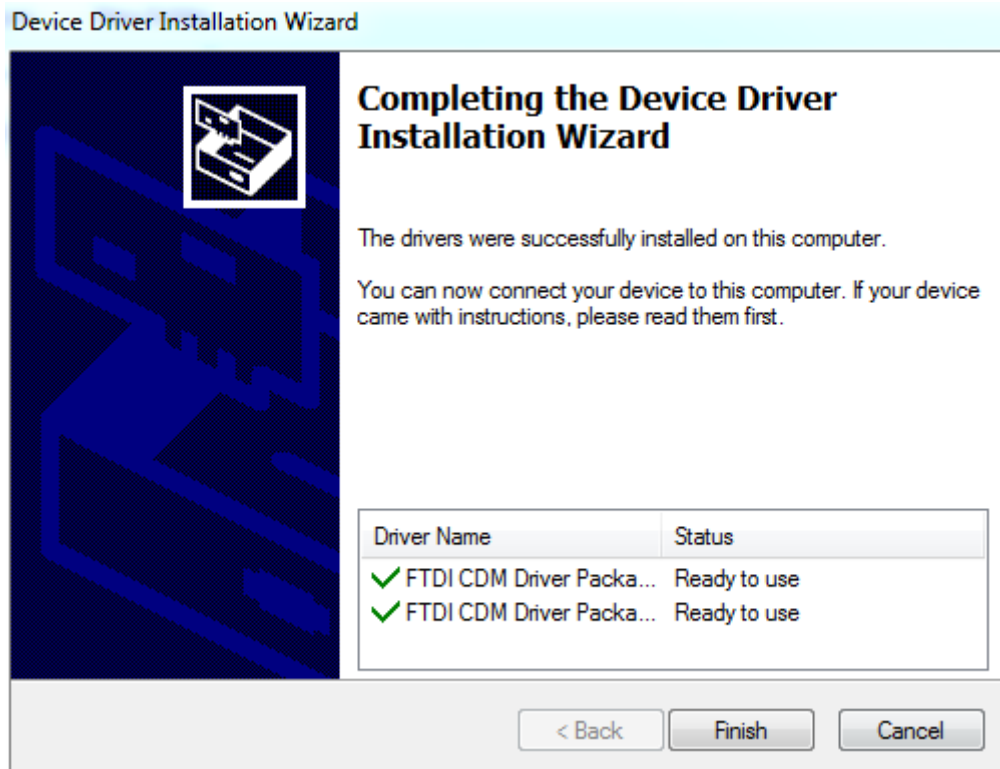 Device Driver Installation Wizard
Completing the Device Driver
Installation Wizard
The drivers were successfully installed on this computer.
You can now connect your device to this computer. If your device
came with instructions, please read them first.
Driver Name Status
FTDI CDM Driver Packa... Ready to use
FTDI CDM Driver Packa... Ready to use
< Back Finish Cancel